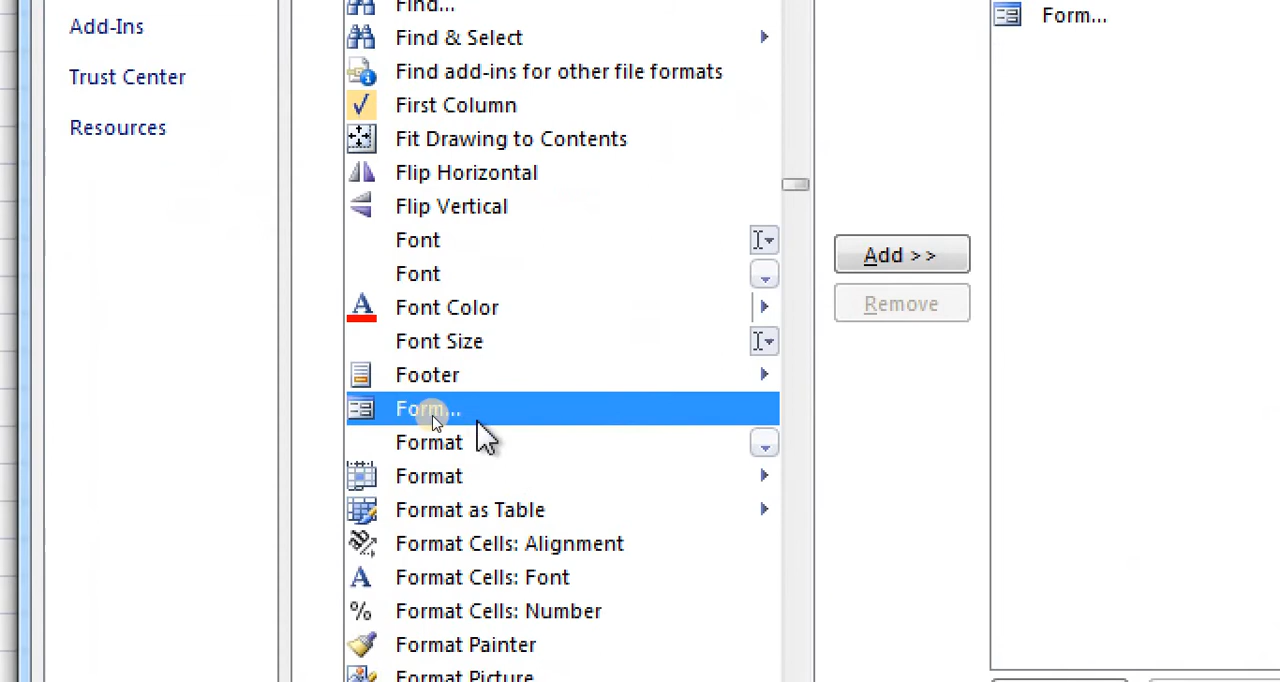 Add-Ins
Trust Center
Resources
Find...
Find & Select
Find add-ins for other file formats
First Column
Fit Drawing to Contents
Flip Horizontal
Flip Vertical
Font
Font
Font Color
Font Size
Footer
Form...
Format
Format
Format as Table
Format Cells: Alignment
Format Cells: Font
Format Cells: Number
Format Painter
Format Picture
Add >>
Remove
Form...